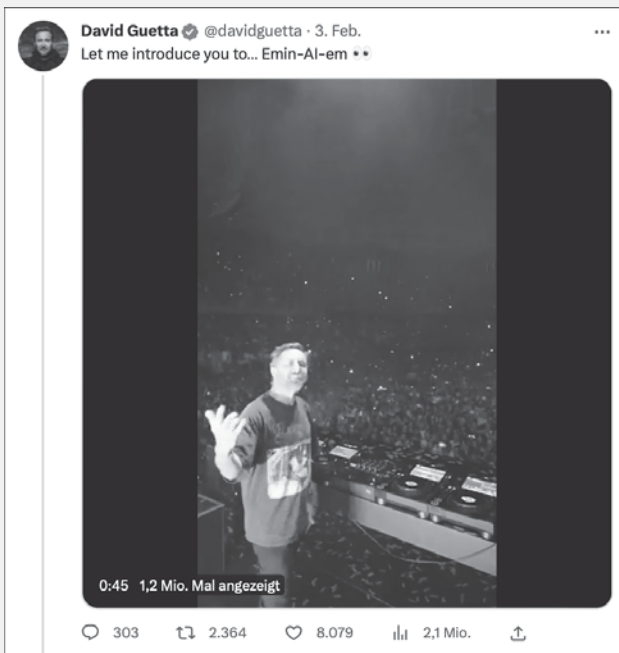 David Guetta @davidguetta · 3. Feb.
Let me introduce you to... Emin-AI-em 👀
0:45 1,2 Mio. Mal angezeigt
303 2.364 8.079 2,1 Mio.